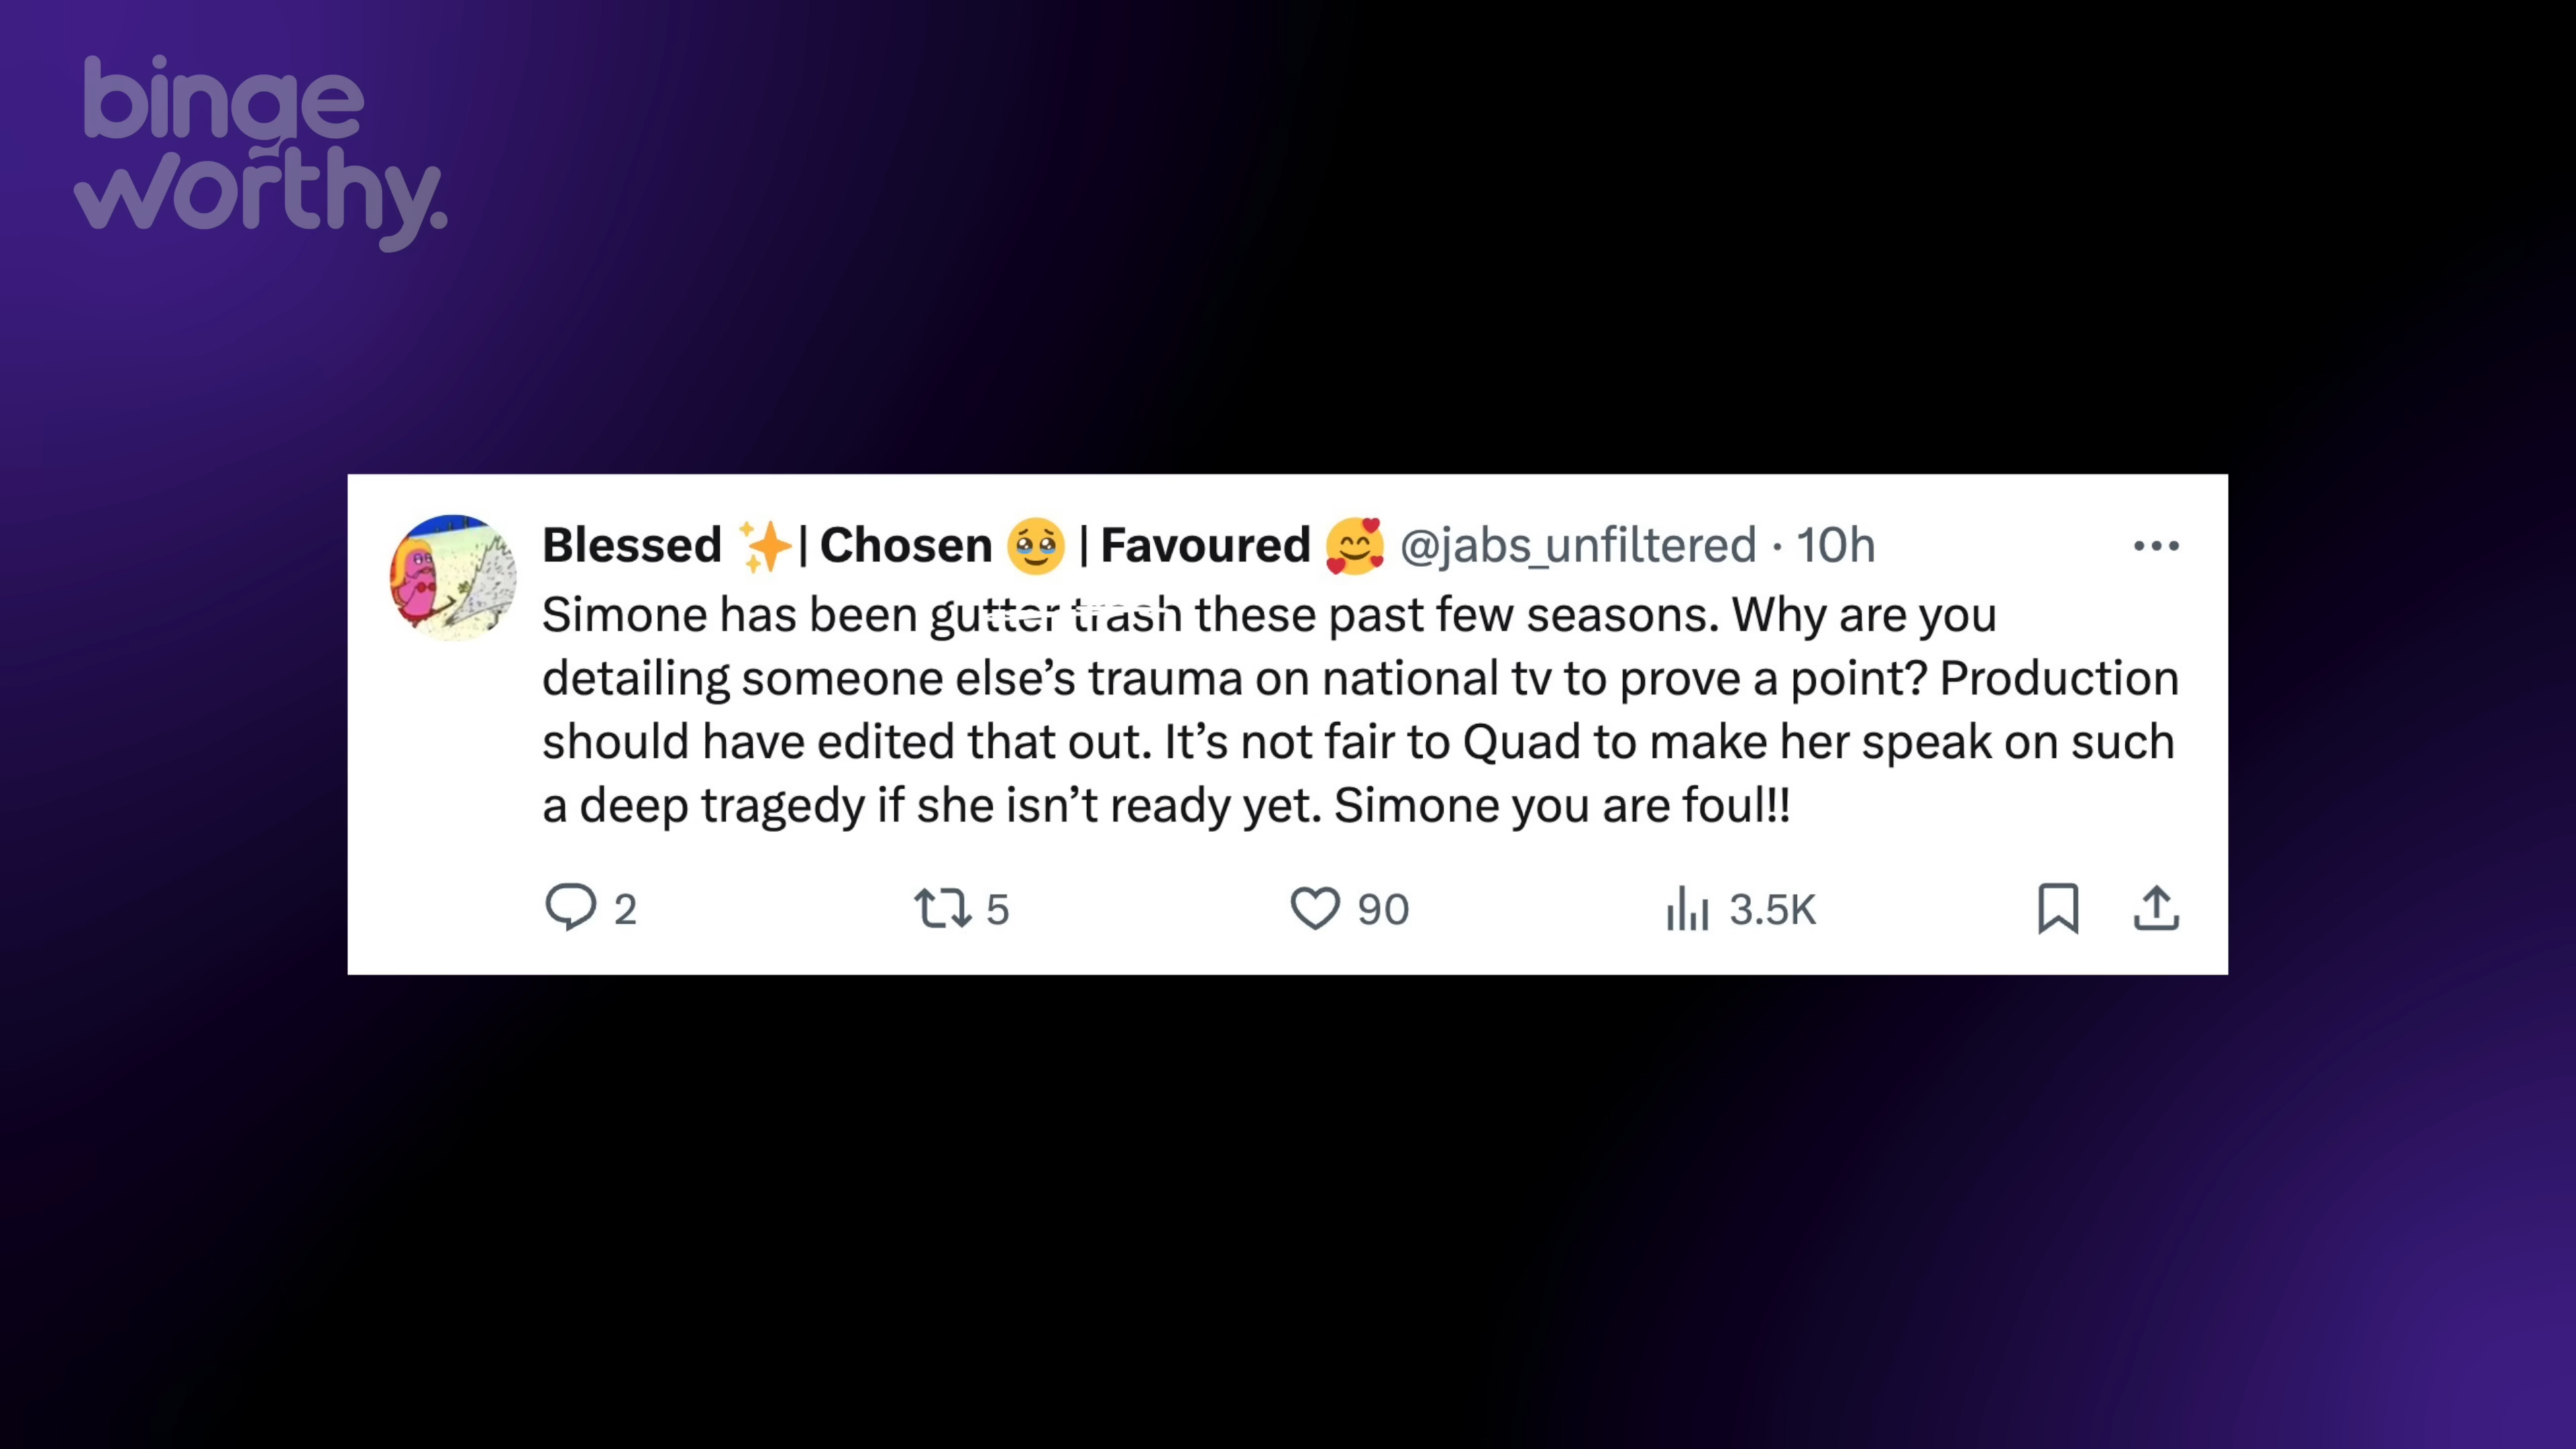 binge
worthy.
Blessed ✨| Chosen 🥹 | Favoured 🥰 @jabs_unfiltered · 10h
Simone has been gutter trash these past few seasons. Why are you
detailing someone else’s trauma on national tv to prove a point? Production
should have edited that out. It’s not fair to Quad to make her speak on such
a deep tragedy if she isn’t ready yet. Simone you are foul!!
2 5 90 3.5K